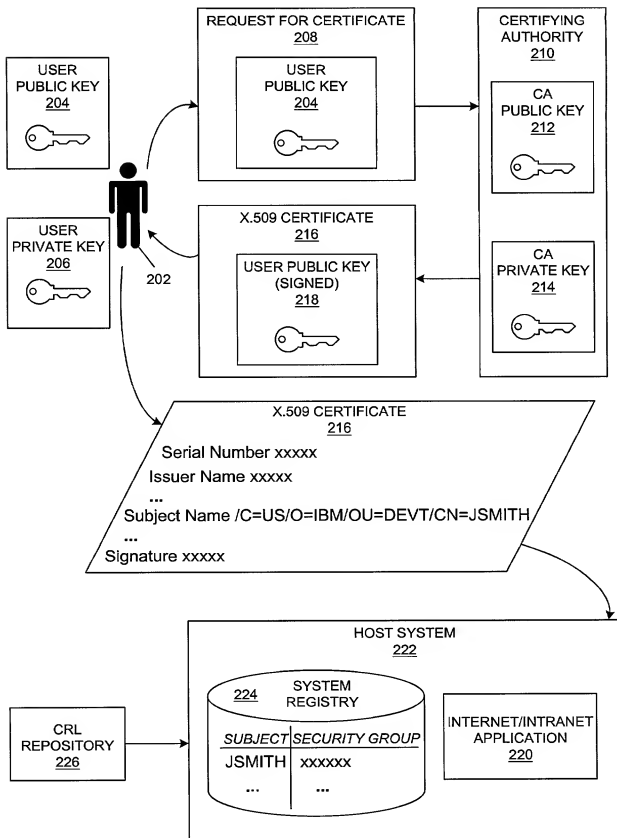 REQUEST FOR CERTIFICATE
208
USER
PUBLIC KEY
204
CERTIFYING
AUTHORITY
210
CA
PUBLIC KEY
212
CA
PRIVATE KEY
214
USER
PUBLIC KEY
204
USER
PRIVATE KEY
206
202
X.509 CERTIFICATE
216
USER PUBLIC KEY
(SIGNED)
218
X.509 CERTIFICATE
216
Serial Number xxxxx
Issuer Name xxxxx
...
Subject Name /C=US/O=IBM/OU=DEVT/CN=JSMITH
...
Signature xxxxx
HOST SYSTEM
222
224
SYSTEM
REGISTRY
SUBJECT SECURITY GROUP
JSMITH xxxxxx
... ...
CRL
REPOSITORY
226
INTERNET/INTRANET
APPLICATION
220